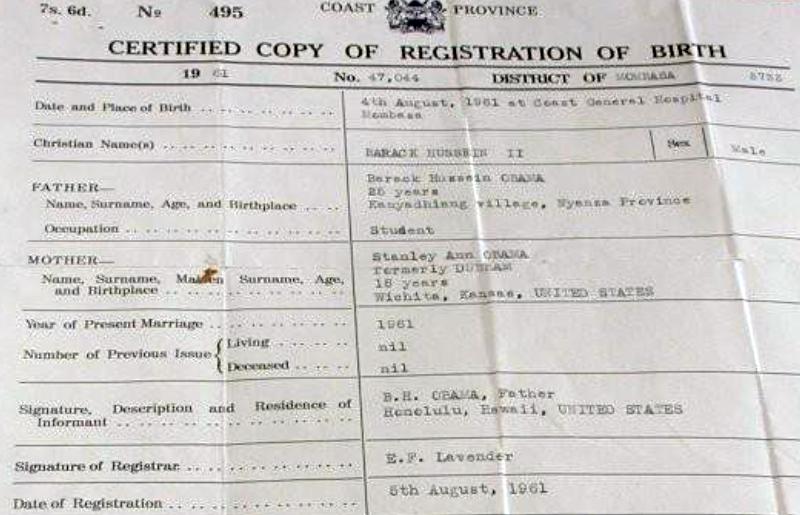 7s. 6d. No 495 COAST PROVINCE
CERTIFIED COPY OF REGISTRATION OF BIRTH
19 61 No. 47,044 DISTRICT OF MOMBASA 5733
Date and Place of Birth 4th August, 1961 at Coast General Hospital
Mombasa
Christian Name(s) BARACK HUSSEIN II Sex Male
FATHER—
Name, Surname, Age, and Birthplace
Barack Hussein OBAMA
25 years
Kanyadhiang village, Nyanza Province
Occupation Student
MOTHER—
Name, Surname, Maiden Surname, Age,
and Birthplace
Stanley Ann OBAMA
formerly DUNHAM
18 years
Wichita, Kansas, UNITED STATES
Year of Present Marriage 1961
Number of Previous Issue
Living nil
Deceased nil
Signature, Description and Residence of
Informant
B.H. OBAMA, Father
Honolulu, Hawaii, UNITED STATES
Signature of Registrar E.F. Lavender
Date of Registration 5th August, 1961